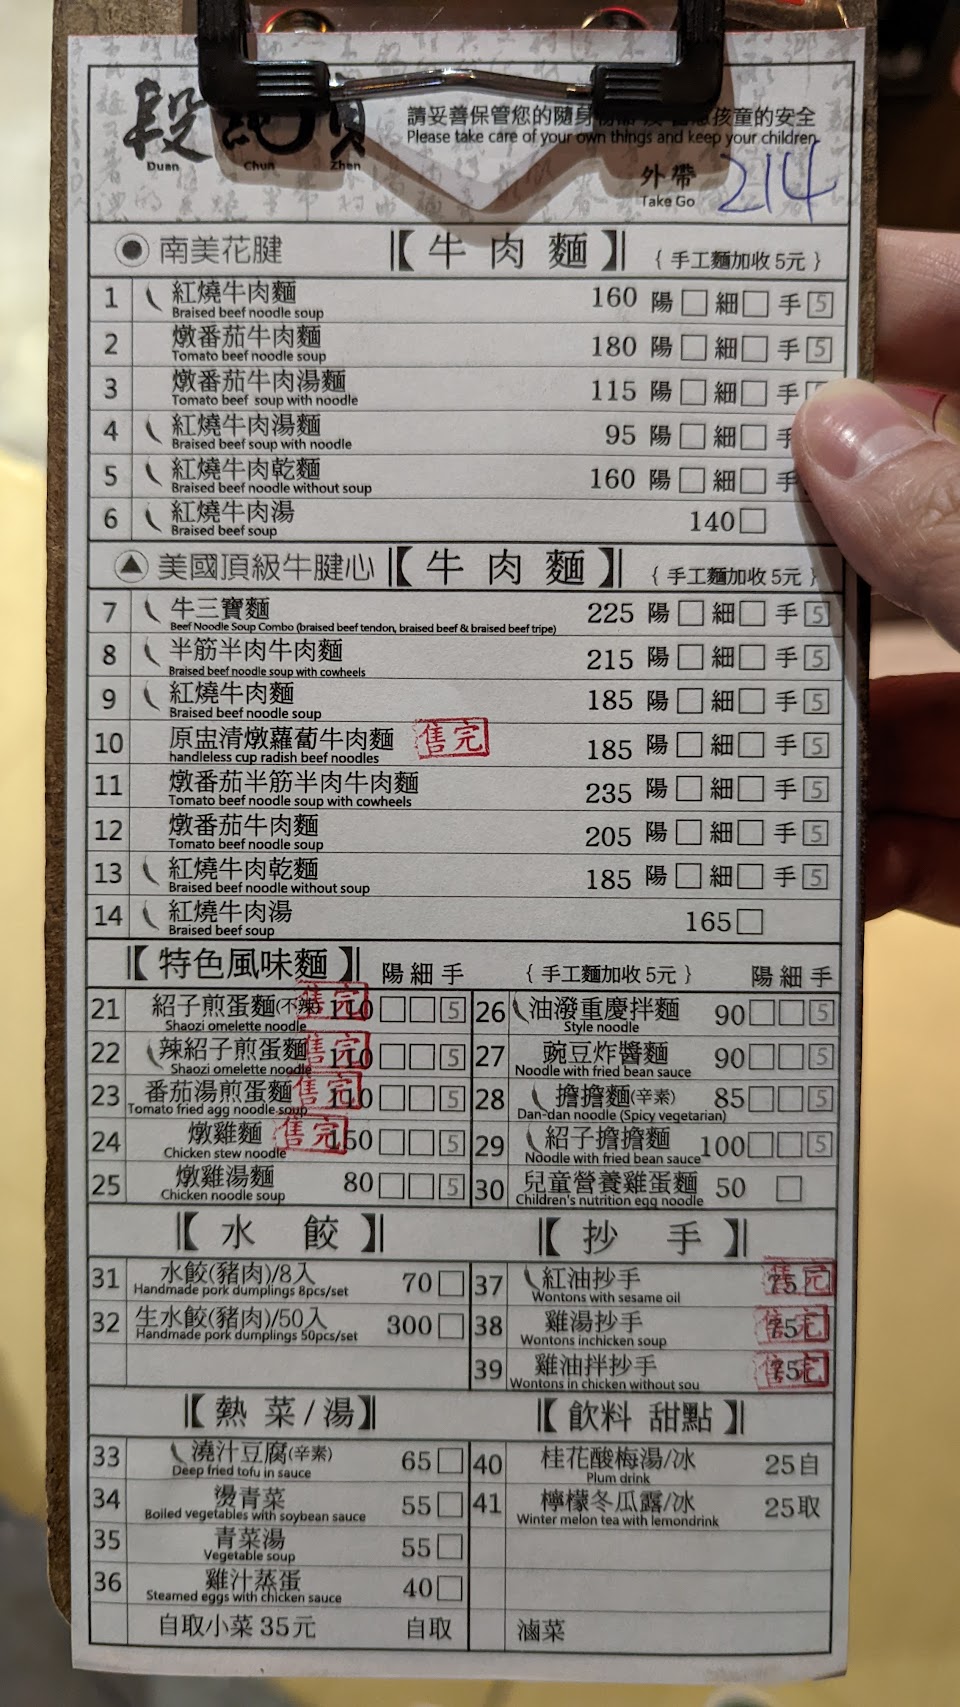 段純貞
Duan Chun Zhen
請妥善保管您的隨身 孩童的安全
Please take care of your own things and keep your children
外帶 214
Take Go
南美花腱 【牛肉麵】 { 手工麵加收5元 }
1 紅燒牛肉麵 160 陽 細 手 5
Braised beef noodle soup
2 燉番茄牛肉麵 180 陽 細 手 5
Tomato beef noodle soup
3 燉番茄牛肉湯麵 115 陽 細 手
Tomato beef soup with noodle
4 紅燒牛肉湯麵 95 陽 細 手
Braised beef soup with noodle
5 紅燒牛肉乾麵 160 陽 細 手
Braised beef noodle without soup
6 紅燒牛肉湯 140
Braised beef soup
美國頂級牛腱心 【牛肉麵】 { 手工麵加收5元 }
7 牛三寶麵 225 陽 細 手 5
Beef Noodle Soup Combo (braised beef tendon, braised beef & braised beef tripe)
8 半筋半肉牛肉麵 215 陽 細 手 5
Braised beef noodle soup with cowheels
9 紅燒牛肉麵 185 陽 細 手 5
Braised beef noodle soup
10 原盅清燉蘿蔔牛肉麵 售完 185 陽 細 手 5
handleless cup radish beef noodles
11 燉番茄半筋半肉牛肉麵 235 陽 細 手 5
Tomato beef noodle soup with cowheels
12 燉番茄牛肉麵 205 陽 細 手 5
Tomato beef noodle soup
13 紅燒牛肉乾麵 185 陽 細 手 5
Braised beef noodle without soup
14 紅燒牛肉湯 165
Braised beef soup
【特色風味麵】 陽 細 手 { 手工麵加收5元 } 陽 細 手
21 紹子煎蛋麵(不辣) 售完 110 5
Shaozi omelette noodle
22 辣紹子煎蛋麵 售完 110 5
Shaozi omelette noodle
23 番茄湯煎蛋麵 售完 110 5
Tomato fried agg noodle soup
24 燉雞麵 售完 150 5
Chicken stew noodle
25 燉雞湯麵 80 5
Chicken noodle soup
26 油潑重慶拌麵 90 5
Style noodle
27 豌豆炸醬麵 90 5
Noodle with fried bean sauce
28 擔擔麵(辛素) 85 5
Dan-dan noodle (Spicy vegetarian)
29 紹子擔擔麵 100 5
Noodle with fried bean sauce
30 兒童營養雞蛋麵 50
Children's nutrition egg noodle
【水餃】
31 水餃(豬肉)/8入 70
Handmade pork dumplings 8pcs/set
32 生水餃(豬肉)/50入 300
Handmade pork dumplings 50pcs/set
【抄手】
37 紅油抄手 75 售完
Wontons with sesame oil
38 雞湯抄手 售完
Wontons inchicken soup
39 雞油拌抄手 售完
Wontons in chicken without sou
【熱菜/湯】
33 澆汁豆腐(辛素) 65
Deep fried tofu in sauce
34 燙青菜 55
Boiled vegetables with soybean sauce
35 青菜湯 55
Vegetable soup
36 雞汁蒸蛋 40
Steamed eggs with chicken sauce
自取小菜 35元 自取
【飲料 甜點】
40 桂花酸梅湯/冰 25 自
Plum drink
41 檸檬冬瓜露/冰 25 取
Winter melon tea with lemondrink
滷菜